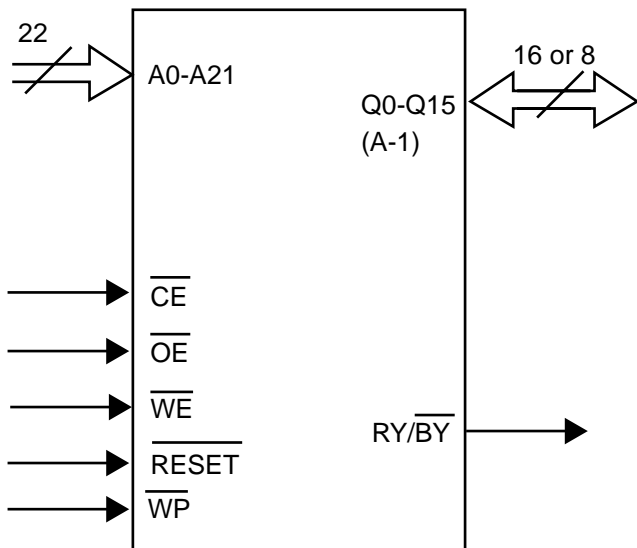 22
A0-A21
16 or 8
Q0-Q15
(A-1)
CE
OE
WE
RESET
WP
RY/BY